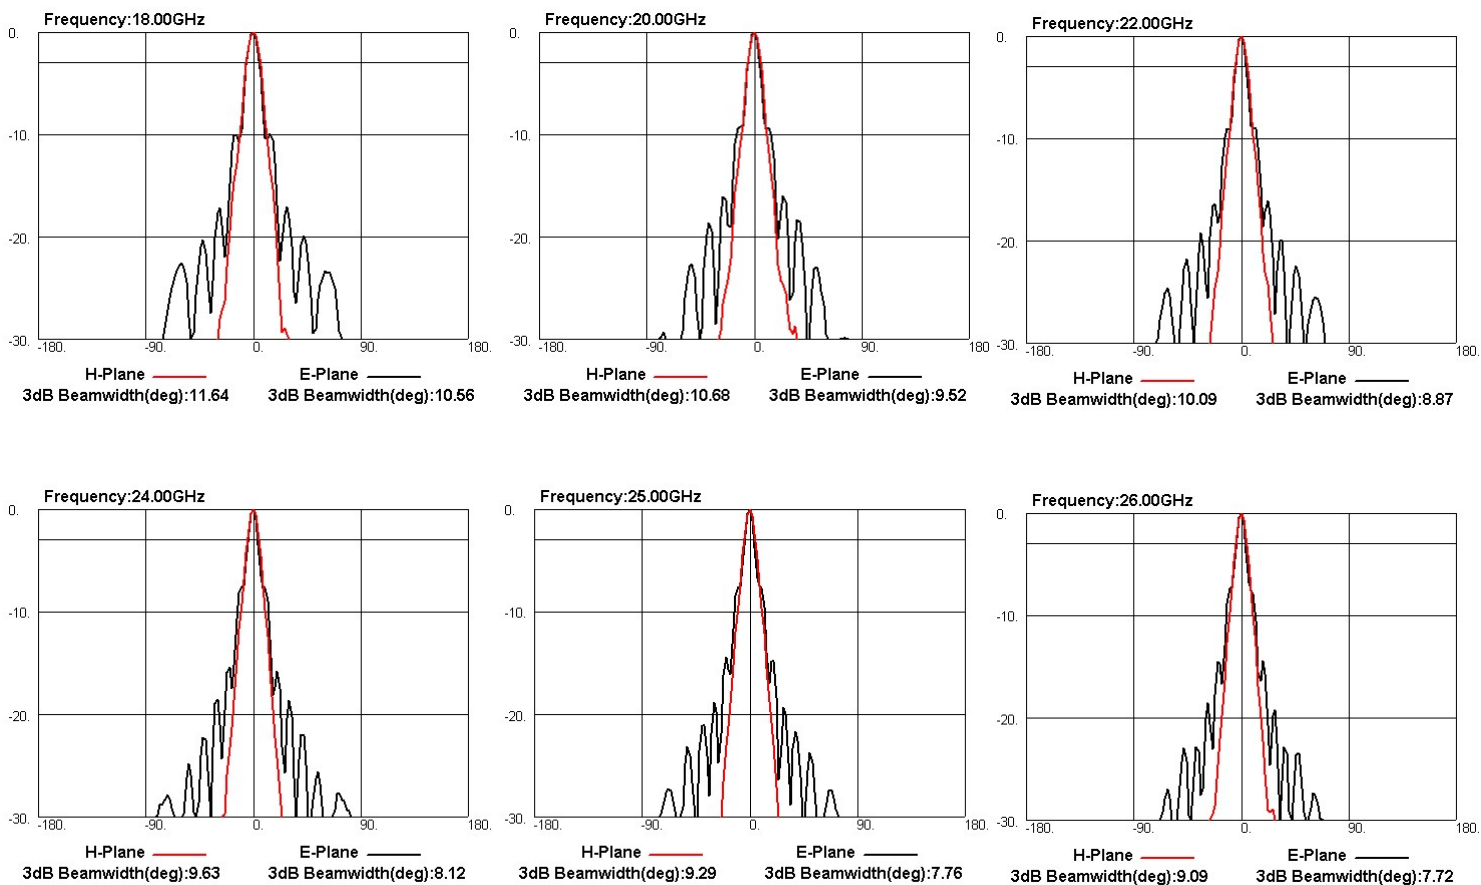 Frequency:18.00GHz
0.
-10.
-20.
-30.
-180.
-90.
0.
90.
180.
H-Plane
E-Plane
3dB Beamwidth(deg):11.64
3dB Beamwidth(deg):10.56
Frequency:20.00GHz
0.
-10.
-20.
-30.
-180.
-90.
0.
90.
180.
H-Plane
E-Plane
3dB Beamwidth(deg):10.68
3dB Beamwidth(deg):9.52
Frequency:22.00GHz
0.
-10.
-20.
-30.
-180.
-90.
0.
90.
180.
H-Plane
E-Plane
3dB Beamwidth(deg):10.09
3dB Beamwidth(deg):8.87
Frequency:24.00GHz
0.
-10.
-20.
-30.
-180.
-90.
0.
90.
180.
H-Plane
E-Plane
3dB Beamwidth(deg):9.63
3dB Beamwidth(deg):8.12
Frequency:25.00GHz
0.
-10.
-20.
-30.
-180.
-90.
0.
90.
180.
H-Plane
E-Plane
3dB Beamwidth(deg):9.29
3dB Beamwidth(deg):7.76
Frequency:26.00GHz
0.
-10.
-20.
-30.
-180.
-90.
0.
90.
180.
H-Plane
E-Plane
3dB Beamwidth(deg):9.09
3dB Beamwidth(deg):7.72